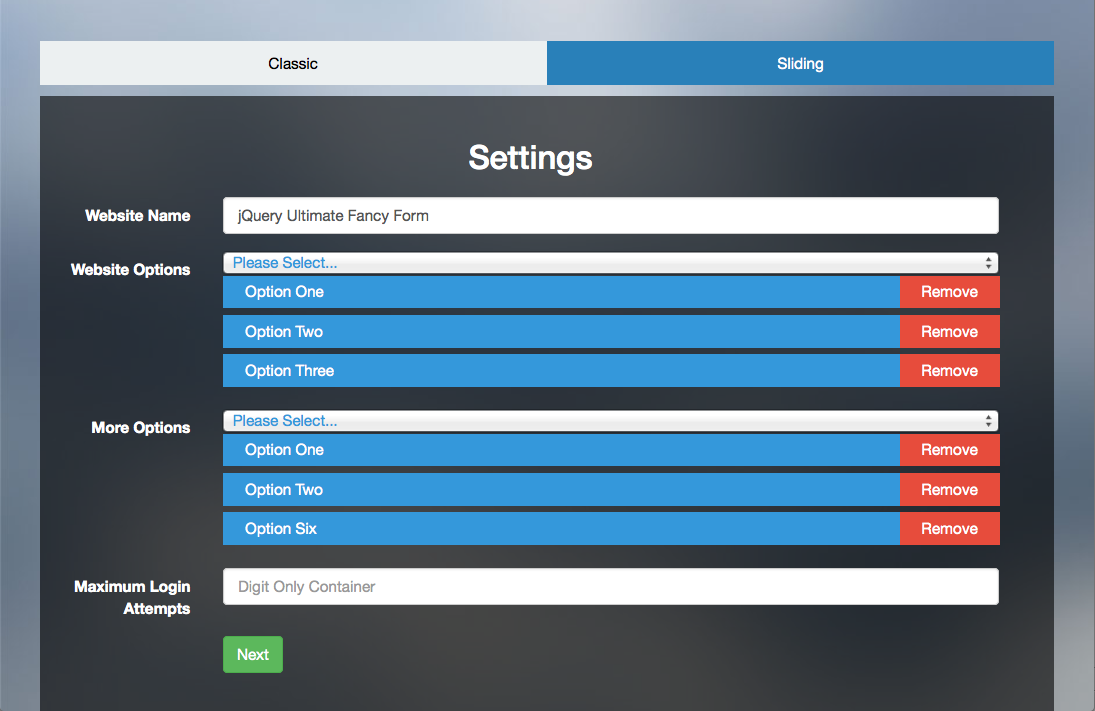 Classic
Sliding
Settings
Website Name
jQuery Ultimate Fancy Form
Website Options
Please Select...
Option One
Remove
Option Two
Remove
Option Three
Remove
More Options
Please Select...
Option One
Remove
Option Two
Remove
Option Six
Remove
Maximum Login
Attempts
Digit Only Container
Next